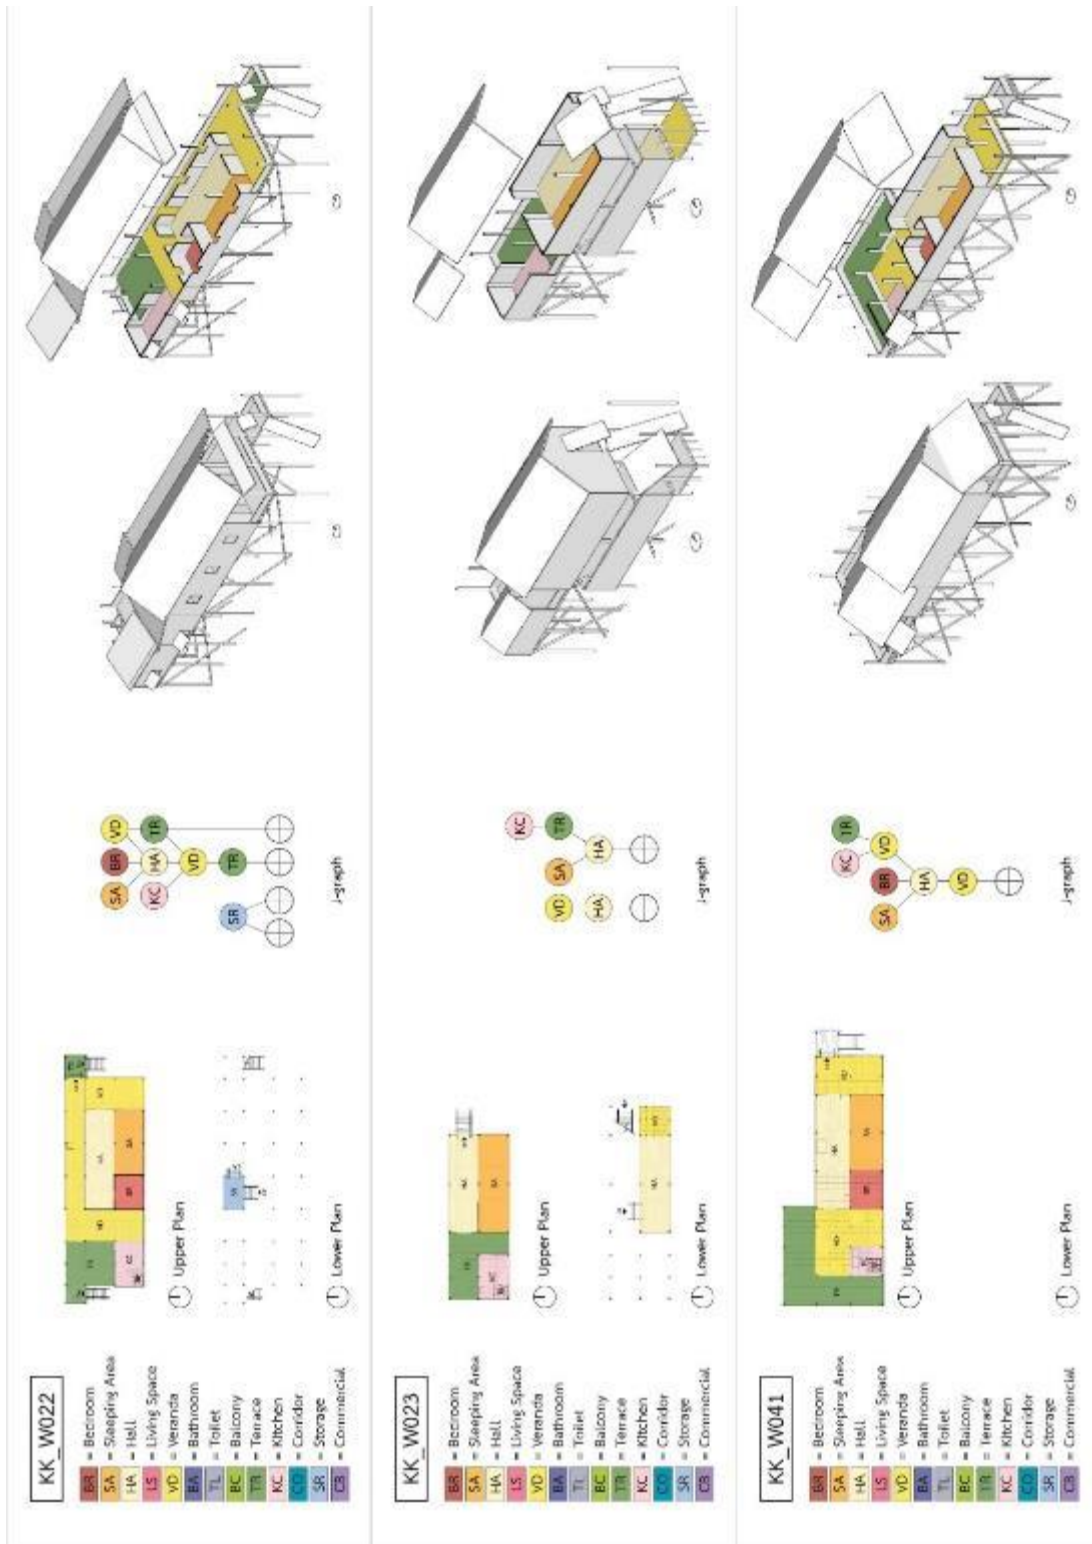 KK_W022
BR = Bedroom
SA = Sleeping Area
HA = Hall
LS = Living Space
VD = Veranda
BA = Bathroom
TL = Toilet
BC = Balcony
TR = Terrace
KC = Kitchen
CO = Corridor
SR = Storage
CB = Commercial
Upper Plan
Lower Plan
SA
BR
VD
KC
HA
TR
VD
SR
TR
J-graph
KK_W023
BR = Bedroom
SA = Sleeping Area
HA = Hall
LS = Living Space
VD = Veranda
BA = Bathroom
TL = Toilet
BC = Balcony
TR = Terrace
KC = Kitchen
CO = Corridor
SR = Storage
CB = Commercial
Upper Plan
Lower Plan
KC
VD
SA
TR
HA
HA
J-graph
KK_W041
BR = Bedroom
SA = Sleeping Area
HA = Hall
LS = Living Space
VD = Veranda
BA = Bathroom
TL = Toilet
BC = Balcony
TR = Terrace
KC = Kitchen
CO = Corridor
SR = Storage
CB = Commercial
Upper Plan
Lower Plan
KC
TR
SA
BR
VD
HA
VD
J-graph